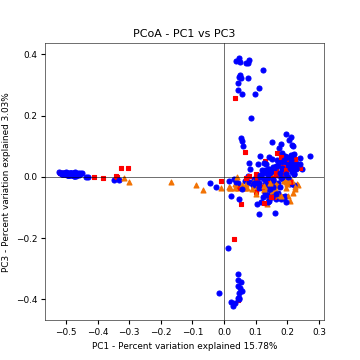 PCoA - PC1 vs PC3
PC3 - Percent variation explained 3.03%
0.4
0.2
0.0
−0.2
−0.4
−0.5 −0.4 −0.3 −0.2 −0.1 0.0 0.1 0.2 0.3
PC1 - Percent variation explained 15.78%